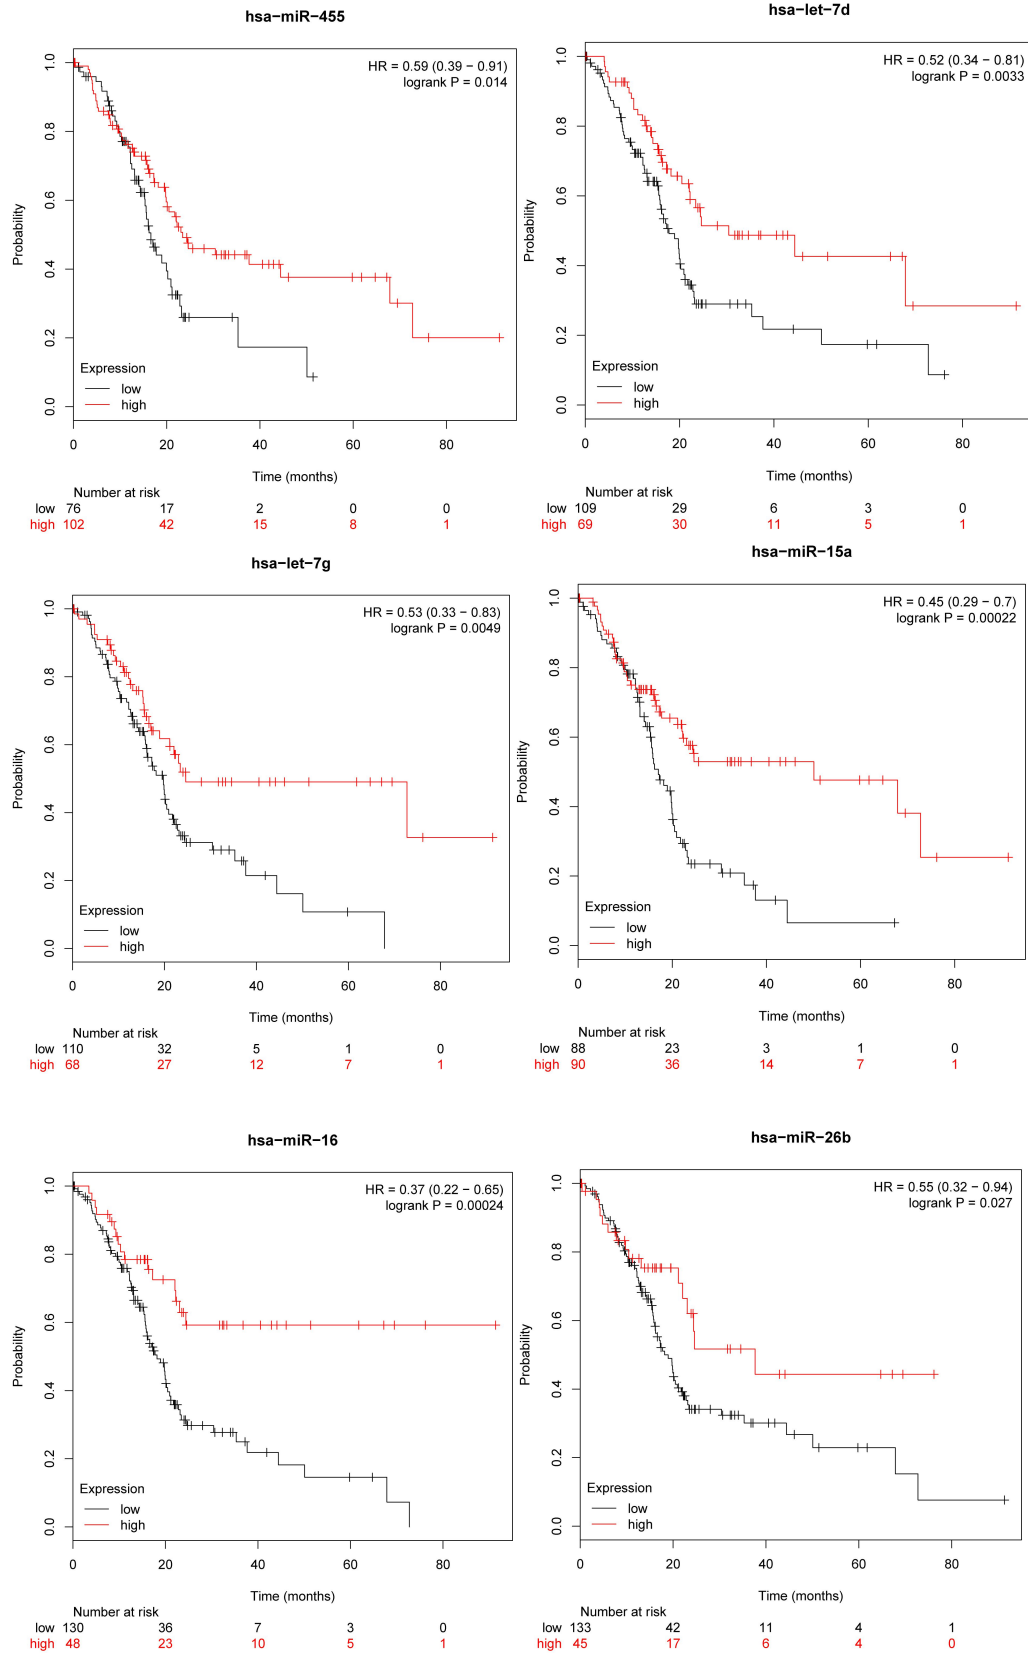 hsa−miR−455
HR = 0.59 (0.39 − 0.91)
logrank P = 0.014
Probability
0.0 0.2 0.4 0.6 0.8 1.0
Expression
low
high
0 20 40 60 80
Time (months)
Number at risk
low 76 17 2 0 0
high 102 42 15 8 1
hsa−let−7d
HR = 0.52 (0.34 − 0.81)
logrank P = 0.0033
Probability
0.0 0.2 0.4 0.6 0.8 1.0
Expression
low
high
0 20 40 60 80
Time (months)
Number at risk
low 109 29 6 3 0
high 69 30 11 5 1
hsa−let−7g
HR = 0.53 (0.33 − 0.83)
logrank P = 0.0049
Probability
0.0 0.2 0.4 0.6 0.8 1.0
Expression
low
high
0 20 40 60 80
Time (months)
Number at risk
low 110 32 5 1 0
high 68 27 12 7 1
hsa−miR−15a
HR = 0.45 (0.29 − 0.7)
logrank P = 0.00022
Probability
0.0 0.2 0.4 0.6 0.8 1.0
Expression
low
high
0 20 40 60 80
Time (months)
Number at risk
low 88 23 3 1 0
high 90 36 14 7 1
hsa−miR−16
HR = 0.37 (0.22 − 0.65)
logrank P = 0.00024
Probability
0.0 0.2 0.4 0.6 0.8 1.0
Expression
low
high
0 20 40 60 80
Time (months)
Number at risk
low 130 36 7 3 0
high 48 23 10 5 1
hsa−miR−26b
HR = 0.55 (0.32 − 0.94)
logrank P = 0.027
Probability
0.0 0.2 0.4 0.6 0.8 1.0
Expression
low
high
0 20 40 60 80
Time (months)
Number at risk
low 133 42 11 4 1
high 45 17 6 4 0